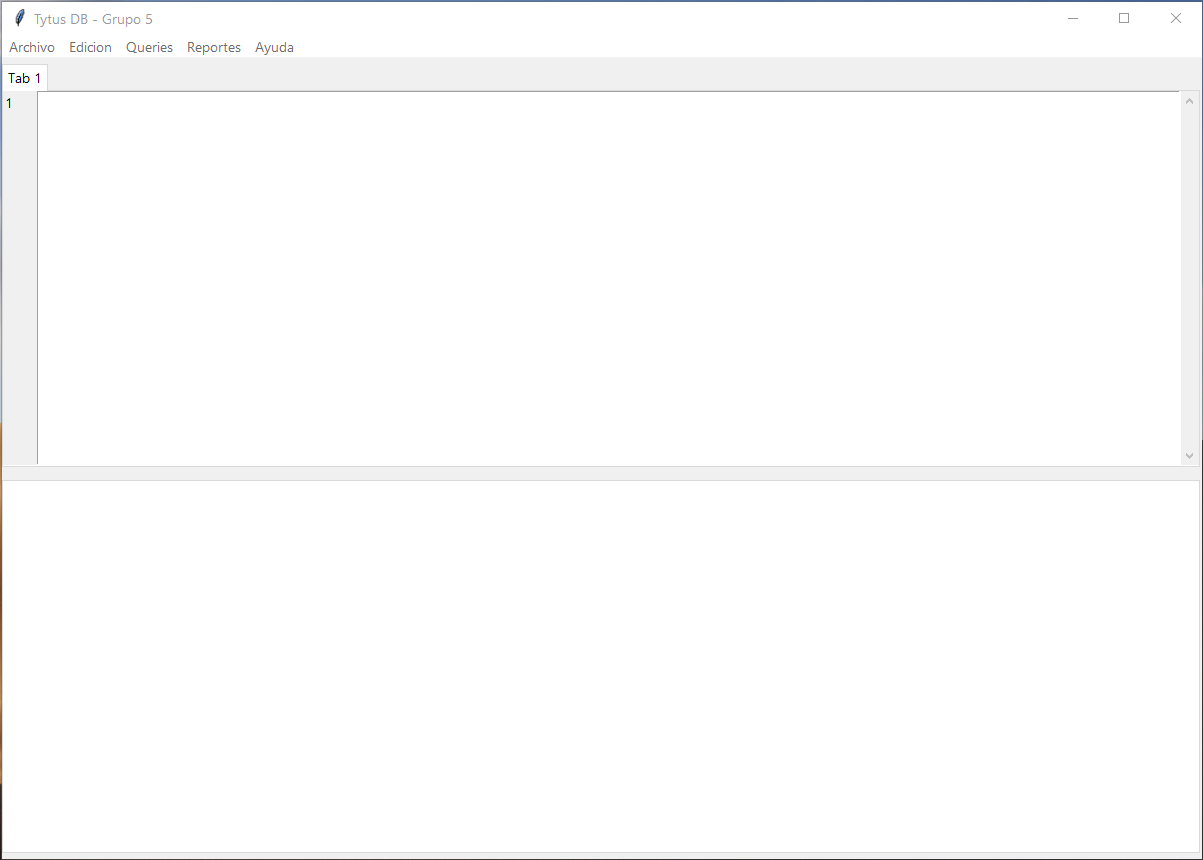 Tytus DB - Grupo 5
Archivo Edicion Queries Reportes Ayuda
Tab 1
1